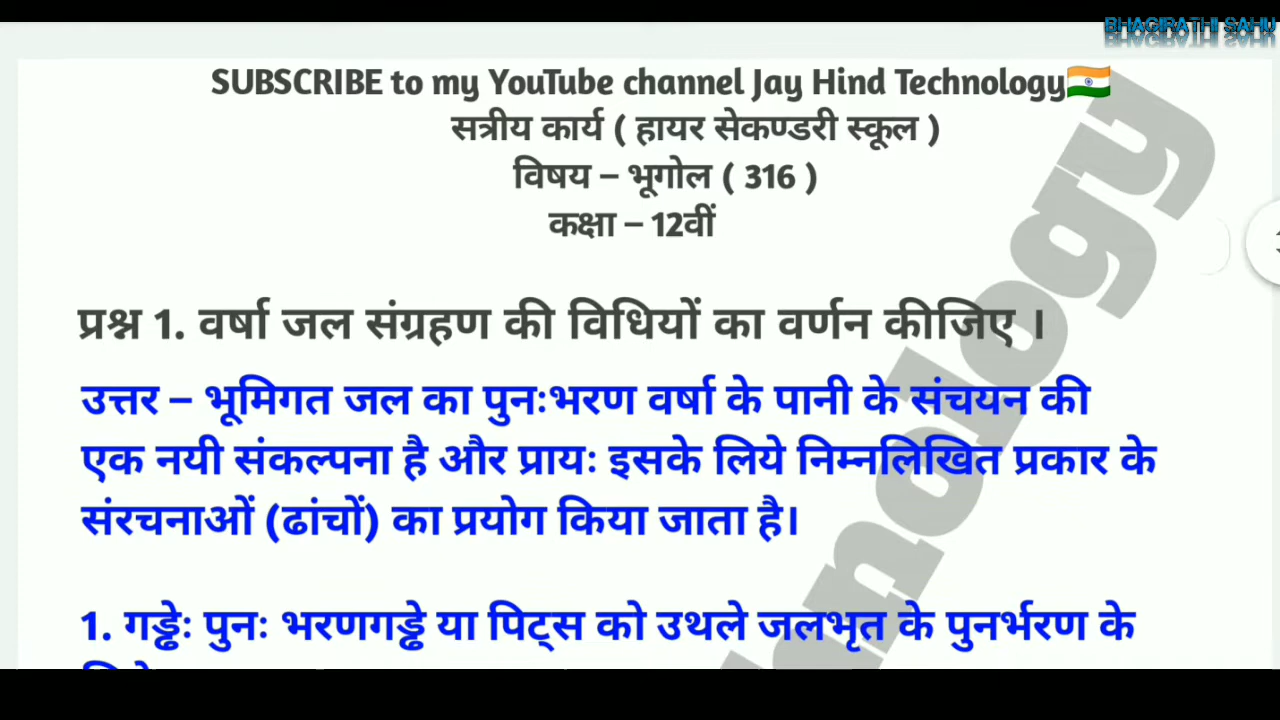 BHAGIRATHI SAHU
SUBSCRIBE to my YouTube channel Jay Hind Technology🇮🇳
सत्रीय कार्य ( हायर सेकण्डरी स्कूल )
विषय – भूगोल ( 316 )
कक्षा – 12वीं
प्रश्न 1. वर्षा जल संग्रहण की विधियों का वर्णन कीजिए ।
उत्तर – भूमिगत जल का पुनःभरण वर्षा के पानी के संचयन की
एक नयी संकल्पना है और प्रायः इसके लिये निम्नलिखित प्रकार के
संरचनाओं (ढांचों) का प्रयोग किया जाता है।
1. गड्ढेः पुनः भरणगड्ढे या पिट्स को उथले जलभृत के पुनर्भरण के
nology